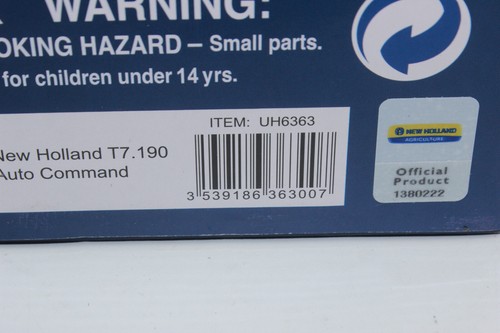 WARNING:
OKING HAZARD – Small parts.
for children under 14 yrs.
ITEM: UH6363
New Holland T7.190
Auto Command
3 539186 363007
NEW HOLLAND
AGRICULTURE
Official
Product
1380222